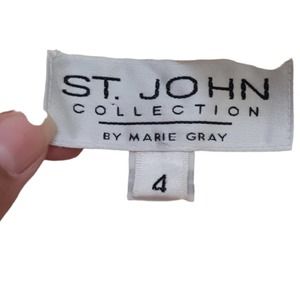 ST. JOHN
COLLECTION
BY MARIE GRAY
4